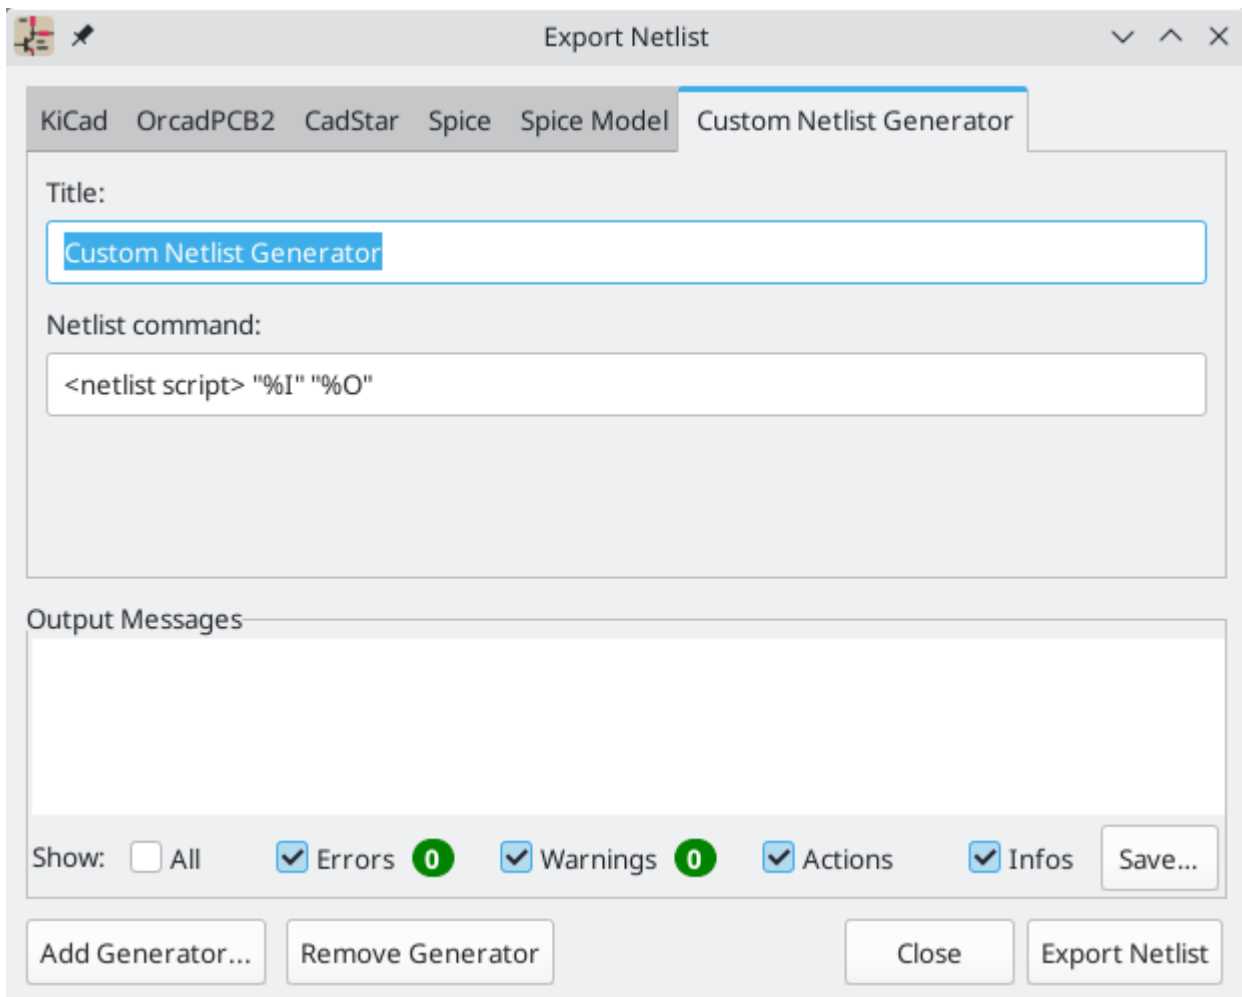 Export Netlist
KiCad OrcadPCB2 CadStar Spice Spice Model Custom Netlist Generator
Title:
Custom Netlist Generator
Netlist command:
<netlist script> "%I" "%O"
Output Messages
Show: All Errors 0 Warnings 0 Actions Infos Save...
Add Generator... Remove Generator Close Export Netlist